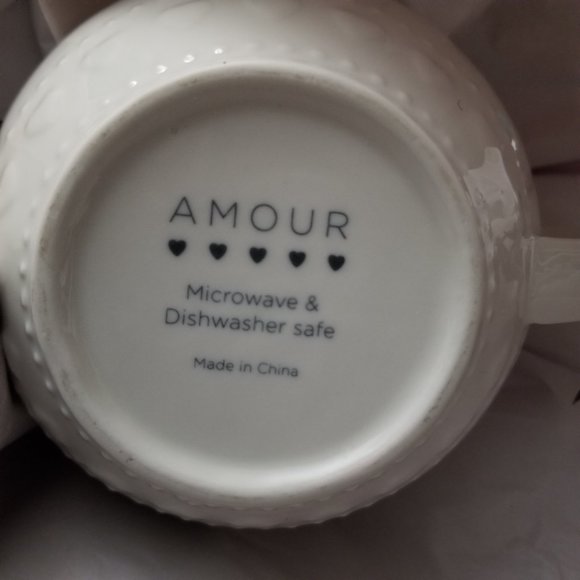 AMOUR
Microwave &
Dishwasher safe
Made in China